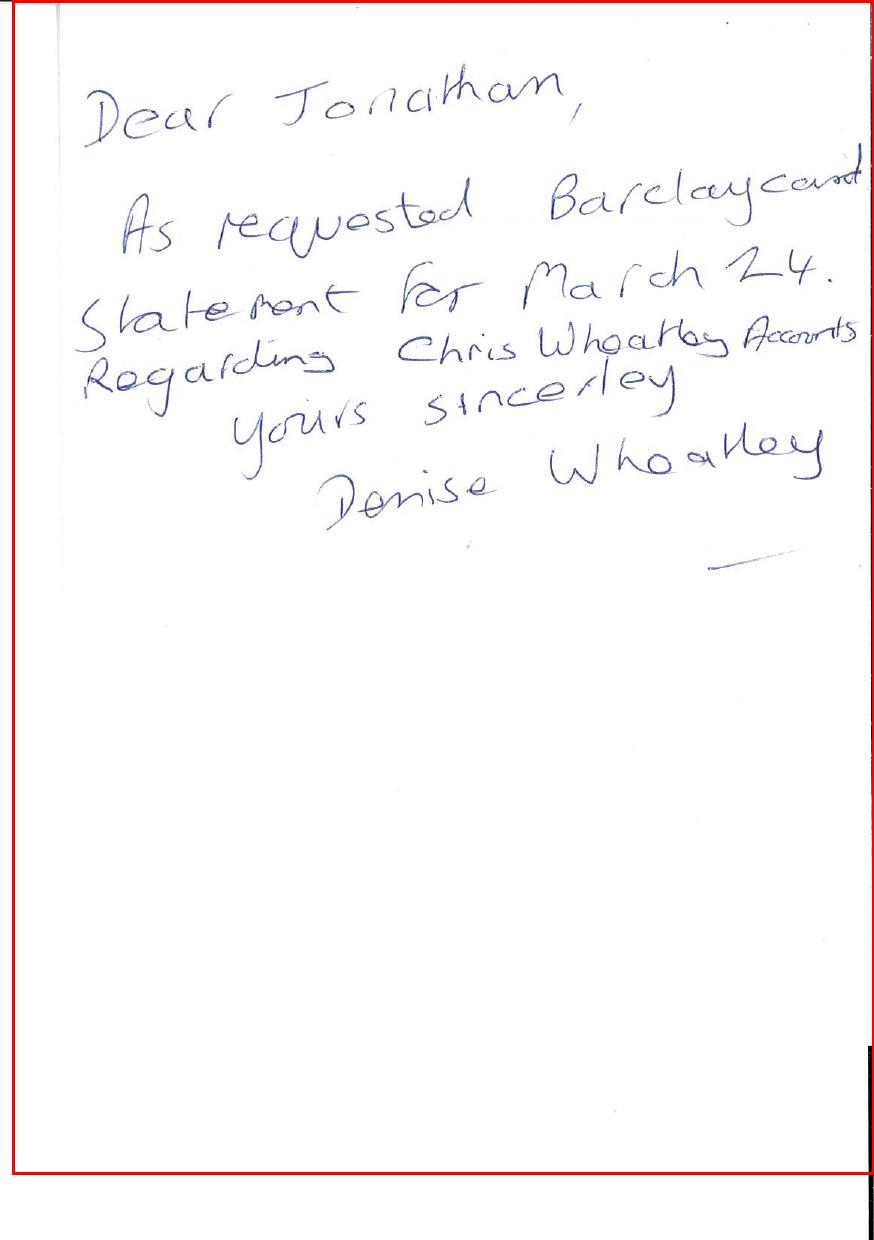 Dear Jonathan,
As requested Barclaycard
Statement for March 24.
Regarding Chris Wheatley Accounts
yours sincerley
Denise Wheatley